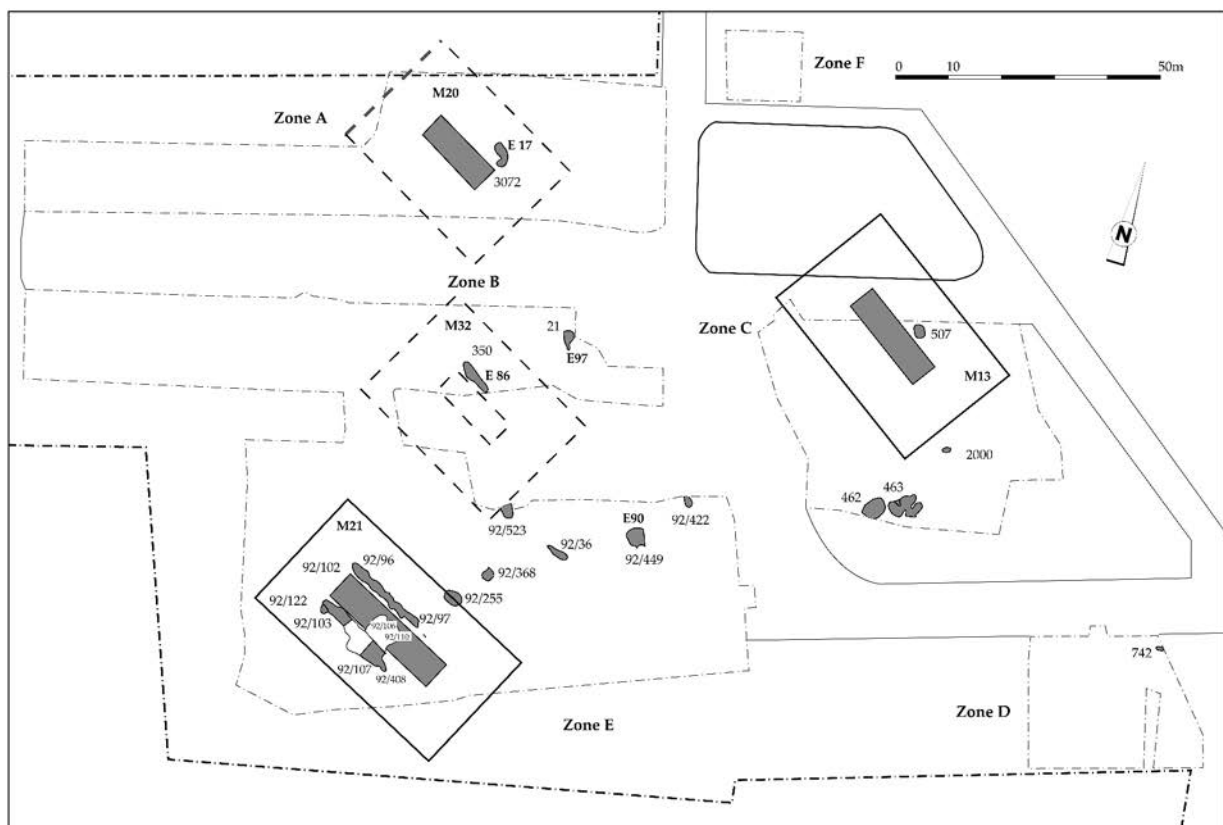 Zone F
0 10 50m
M20
Zone A
E 17
3072
N
Zone B
M32
21
Zone C
507
350
E97
E 86
M13
2000
463
462
M21
E90
92/422
92/523
92/36
92/96
92/449
92/102
92/368
92/122
92/255
92/103
92/97
92/106
92/110
742
92/107
92/408
Zone D
Zone E